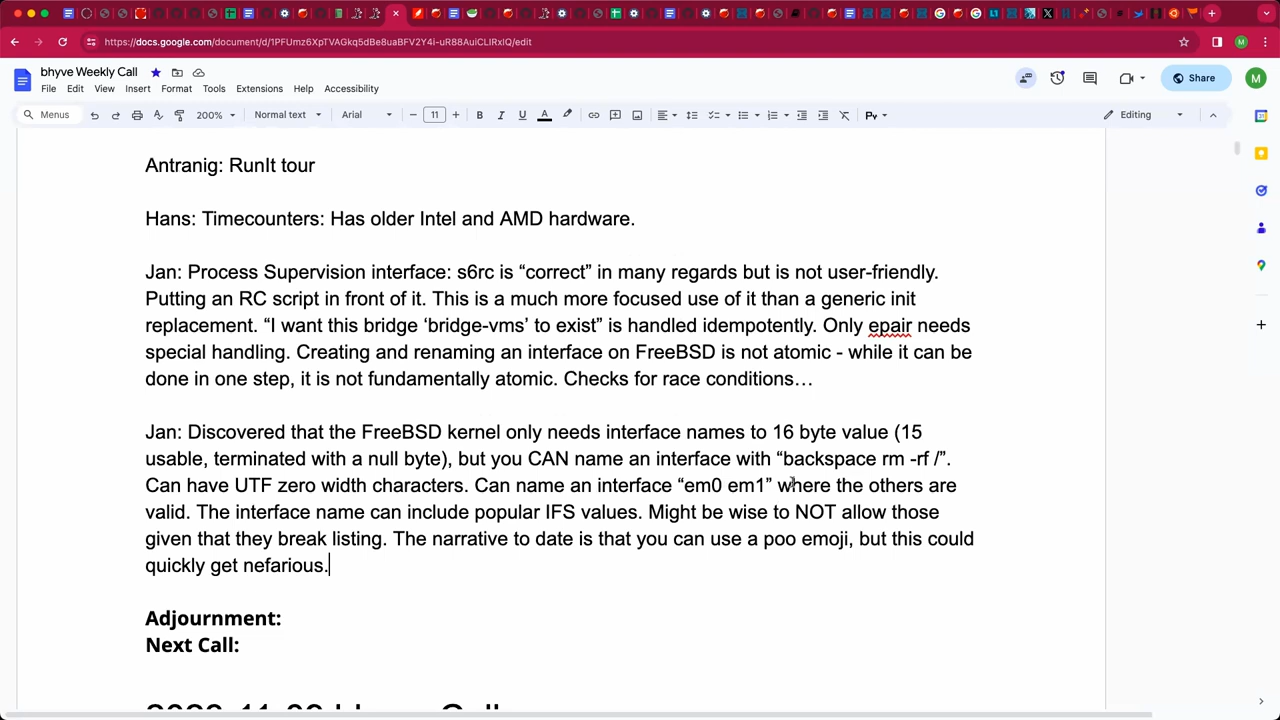 https://docs.google.com/document/d/1PFUmz6XpTVAGkq5dBe8uaBFV2Y4i-uR88AuiCLIRxIQ/edit
bhyve Weekly Call
File Edit View Insert Format Tools Extensions Help Accessibility
Share
M
Menus 200% Normal text Arial 11 Editing
Antranig: RunIt tour
Hans: Timecounters: Has older Intel and AMD hardware.
Jan: Process Supervision interface: s6rc is “correct” in many regards but is not user-friendly.
Putting an RC script in front of it. This is a much more focused use of it than a generic init
replacement. “I want this bridge ‘bridge-vms’ to exist” is handled idempotently. Only epair needs
special handling. Creating and renaming an interface on FreeBSD is not atomic - while it can be
done in one step, it is not fundamentally atomic. Checks for race conditions…
Jan: Discovered that the FreeBSD kernel only needs interface names to 16 byte value (15
usable, terminated with a null byte), but you CAN name an interface with “backspace rm -rf /”.
Can have UTF zero width characters. Can name an interface “em0 em1” where the others are
valid. The interface name can include popular IFS values. Might be wise to NOT allow those
given that they break listing. The narrative to date is that you can use a poo emoji, but this could
quickly get nefarious.
Adjournment:
Next Call: